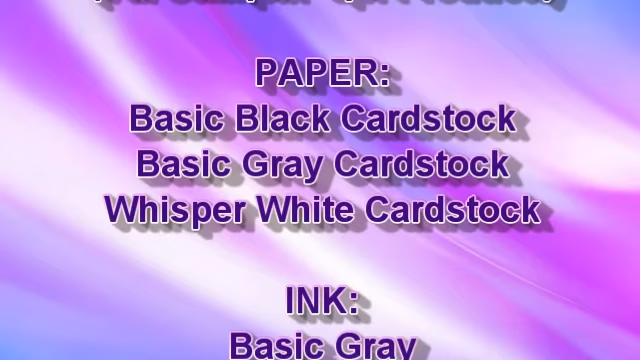 PAPER:
Basic Black Cardstock
Basic Gray Cardstock
Whisper White Cardstock
INK:
Basic Gray